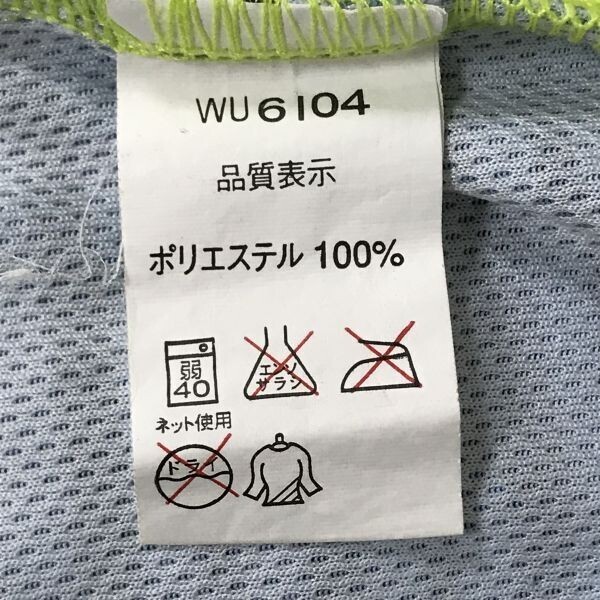 WU6104
品質表示
ポリエステル 100%
弱
40
エンソ
サラシ
ネット使用
ドライ